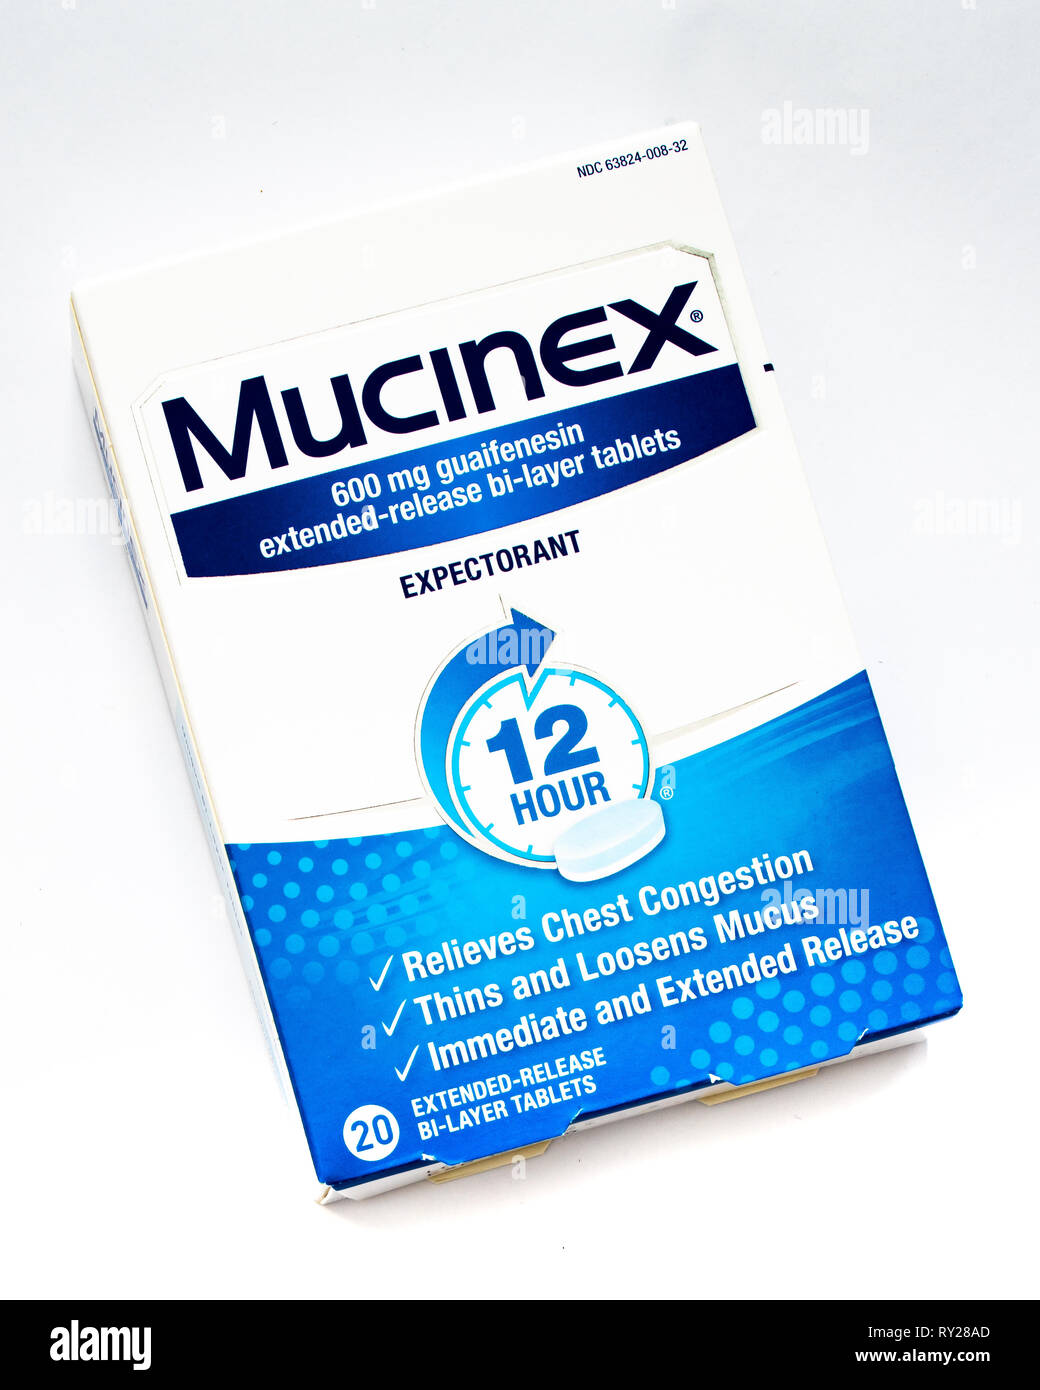 NDC 63824-008-32
MUCINEX®
600 mg guaifenesin
extended-release bi-layer tablets
EXPECTORANT
12
HOUR
®
✓ Relieves Chest Congestion
✓ Thins and Loosens Mucus
✓ Immediate and Extended Release
20 EXTENDED-RELEASE
BI-LAYER TABLETS
alamy
alamy
alamy
alamy
alamy
Image ID: RY28AD
www.alamy.com